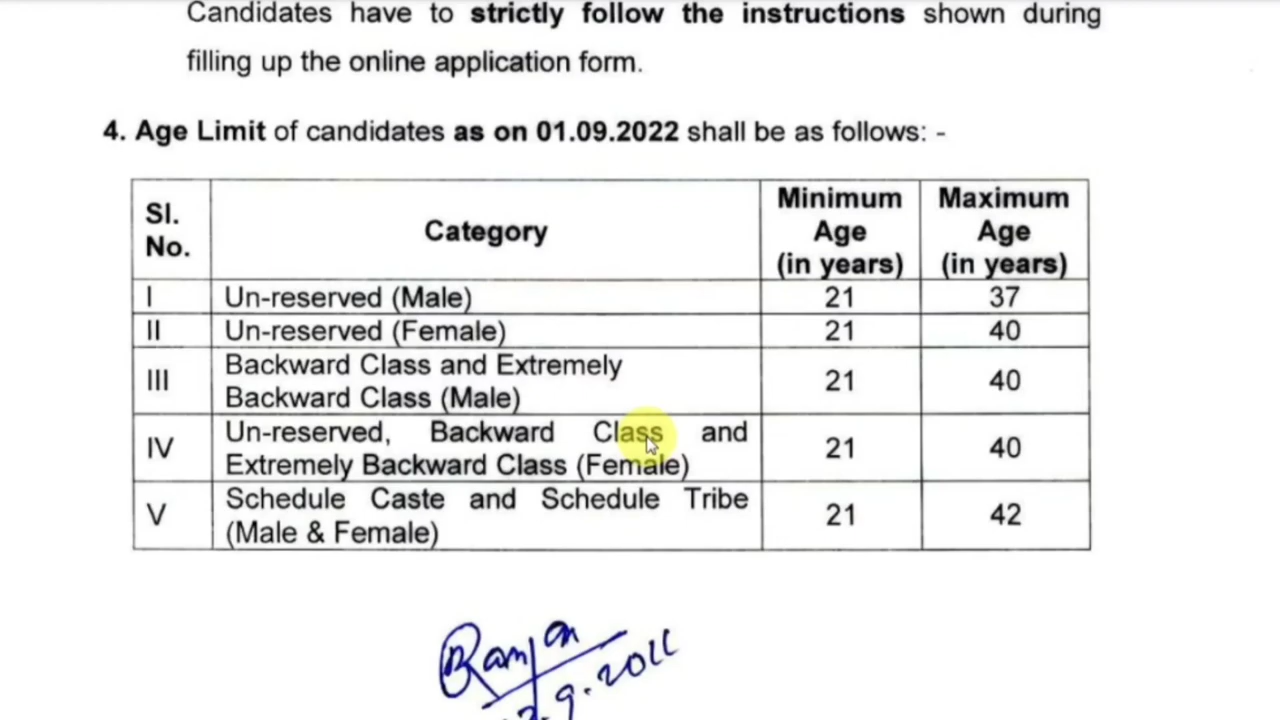 Candidates have to strictly follow the instructions shown during
filling up the online application form.
4. Age Limit of candidates as on 01.09.2022 shall be as follows: -
Sl. No. Category Minimum Age (in years) Maximum Age (in years)
I Un-reserved (Male) 21 37
II Un-reserved (Female) 21 40
III Backward Class and Extremely Backward Class (Male) 21 40
IV Un-reserved, Backward Class and Extremely Backward Class (Female) 21 40
V Schedule Caste and Schedule Tribe (Male & Female) 21 42